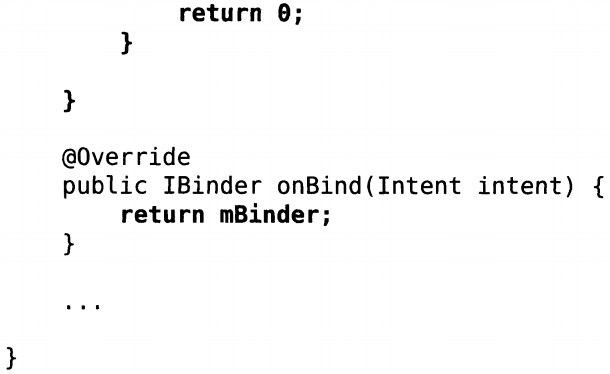 return 0;
        }

    }

    @Override
    public IBinder onBind(Intent intent) {
        return mBinder;
    }

    ...

}